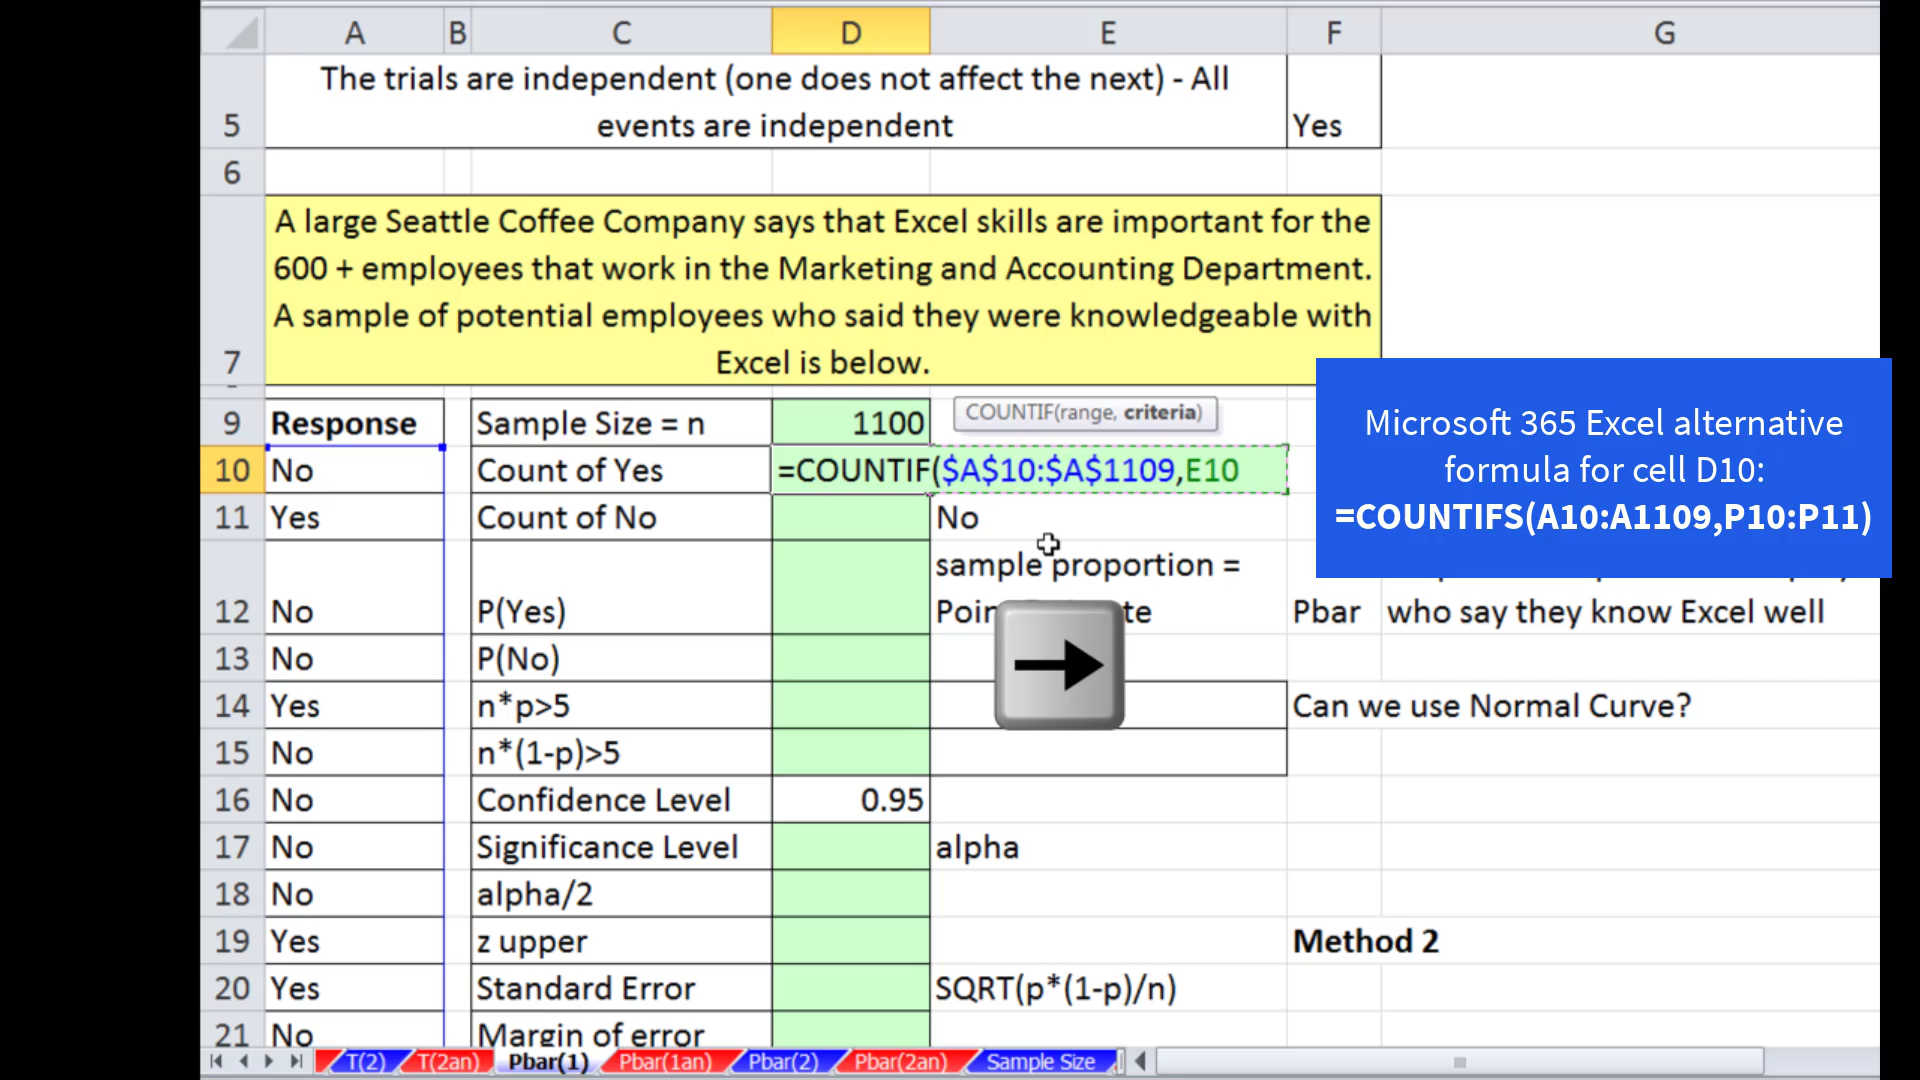 A B C D E F G
The trials are independent (one does not affect the next) - All
5 events are independent Yes
6
A large Seattle Coffee Company says that Excel skills are important for the
600 + employees that work in the Marketing and Accounting Department.
A sample of potential employees who said they were knowledgeable with
7 Excel is below.
9 Response Sample Size = n 1100 COUNTIF(range, criteria)
10 No Count of Yes =COUNTIF($A$10:$A$1109,E10
Microsoft 365 Excel alternative
formula for cell D10:
=COUNTIFS(A10:A1109,P10:P11)
11 Yes Count of No No
sample proportion =
12 No P(Yes) Pbar who say they know Excel well
13 No P(No)
14 Yes n*p>5 Can we use Normal Curve?
15 No n*(1-p)>5
16 No Confidence Level 0.95
17 No Significance Level alpha
18 No alpha/2
19 Yes z upper Method 2
20 Yes Standard Error SQRT(p*(1-p)/n)
21 No Margin of error
T(2) T(2an) Pbar(1) Pbar(1an) Pbar(2) Pbar(2an) Sample Size